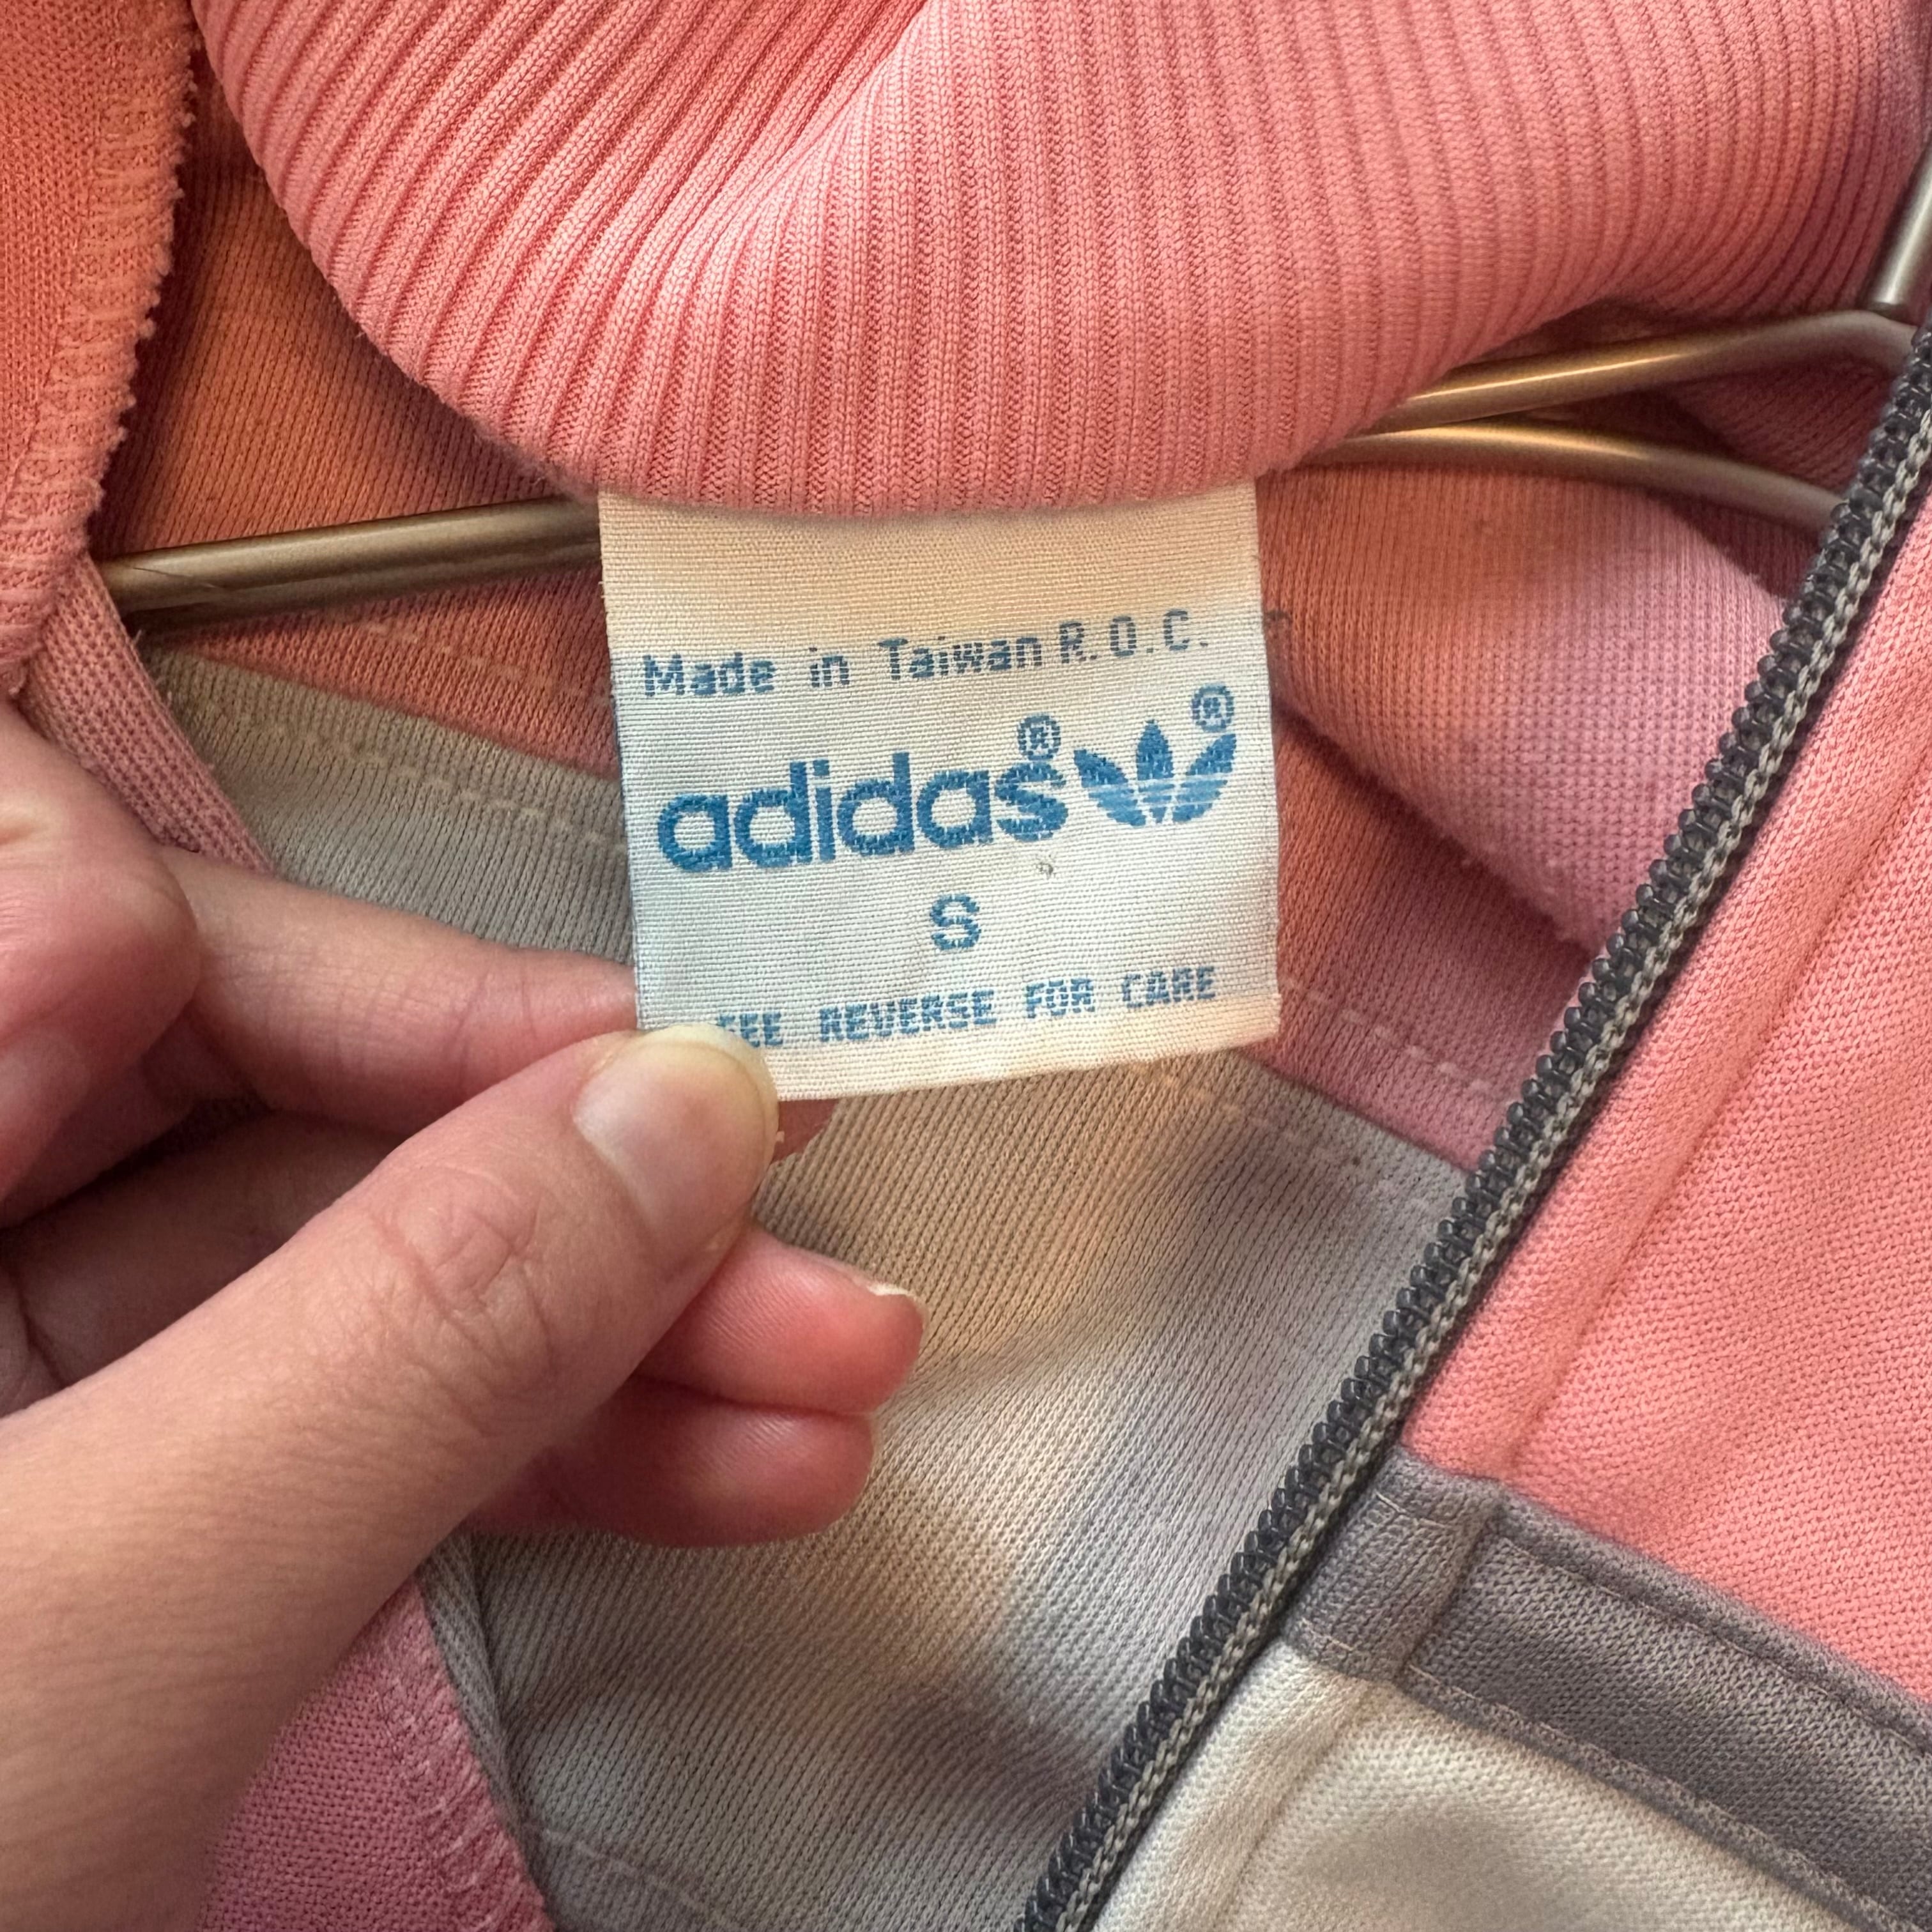 Made in Taiwan R.O.C.
adidas® ®
S
SEE REVERSE FOR CARE